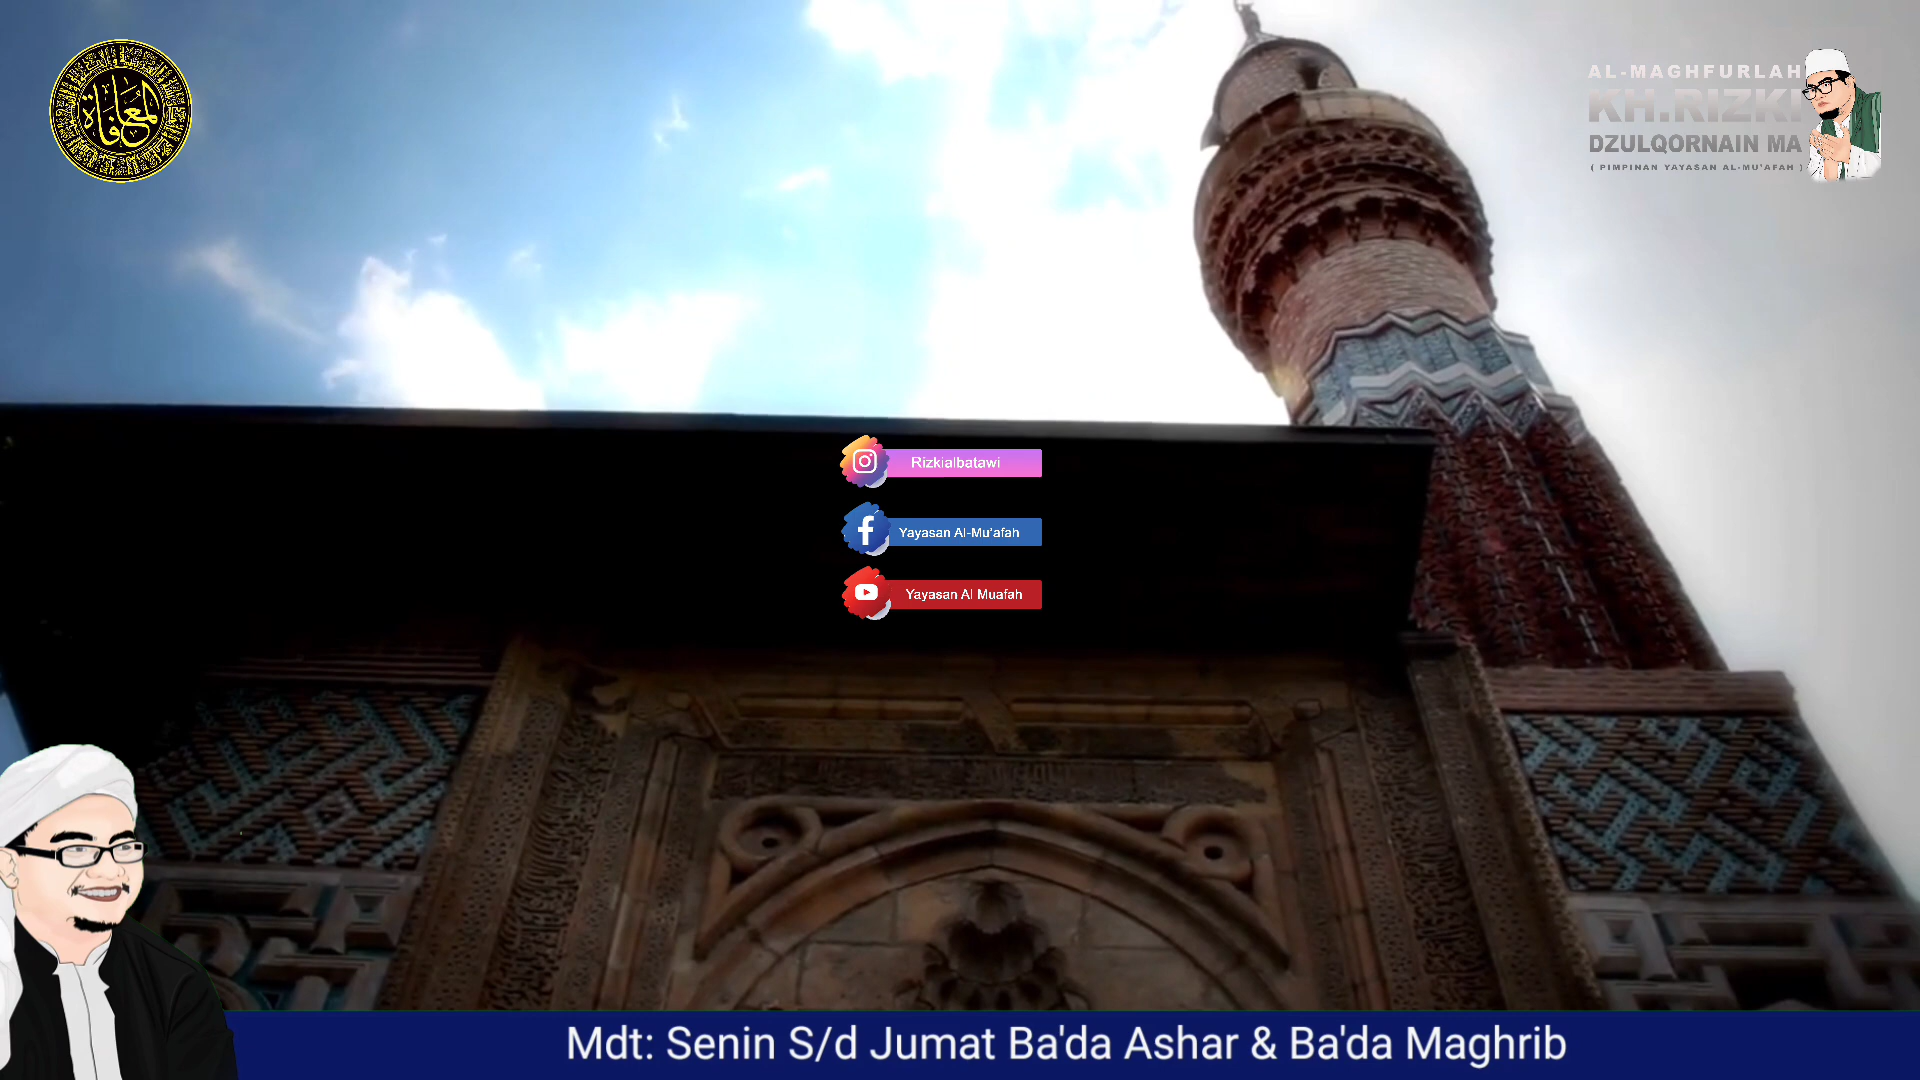 المعافاة
AL-MAGHFURLAH
KH.RIZKI
DZULQORNAIN MA
( PIMPINAN YAYASAN AL-MU'AFAH )
Rizkialbatawi
Yayasan Al-Mu'afah
Yayasan Al Muafah
Mdt: Senin S/d Jumat Ba'da Ashar & Ba'da Maghrib